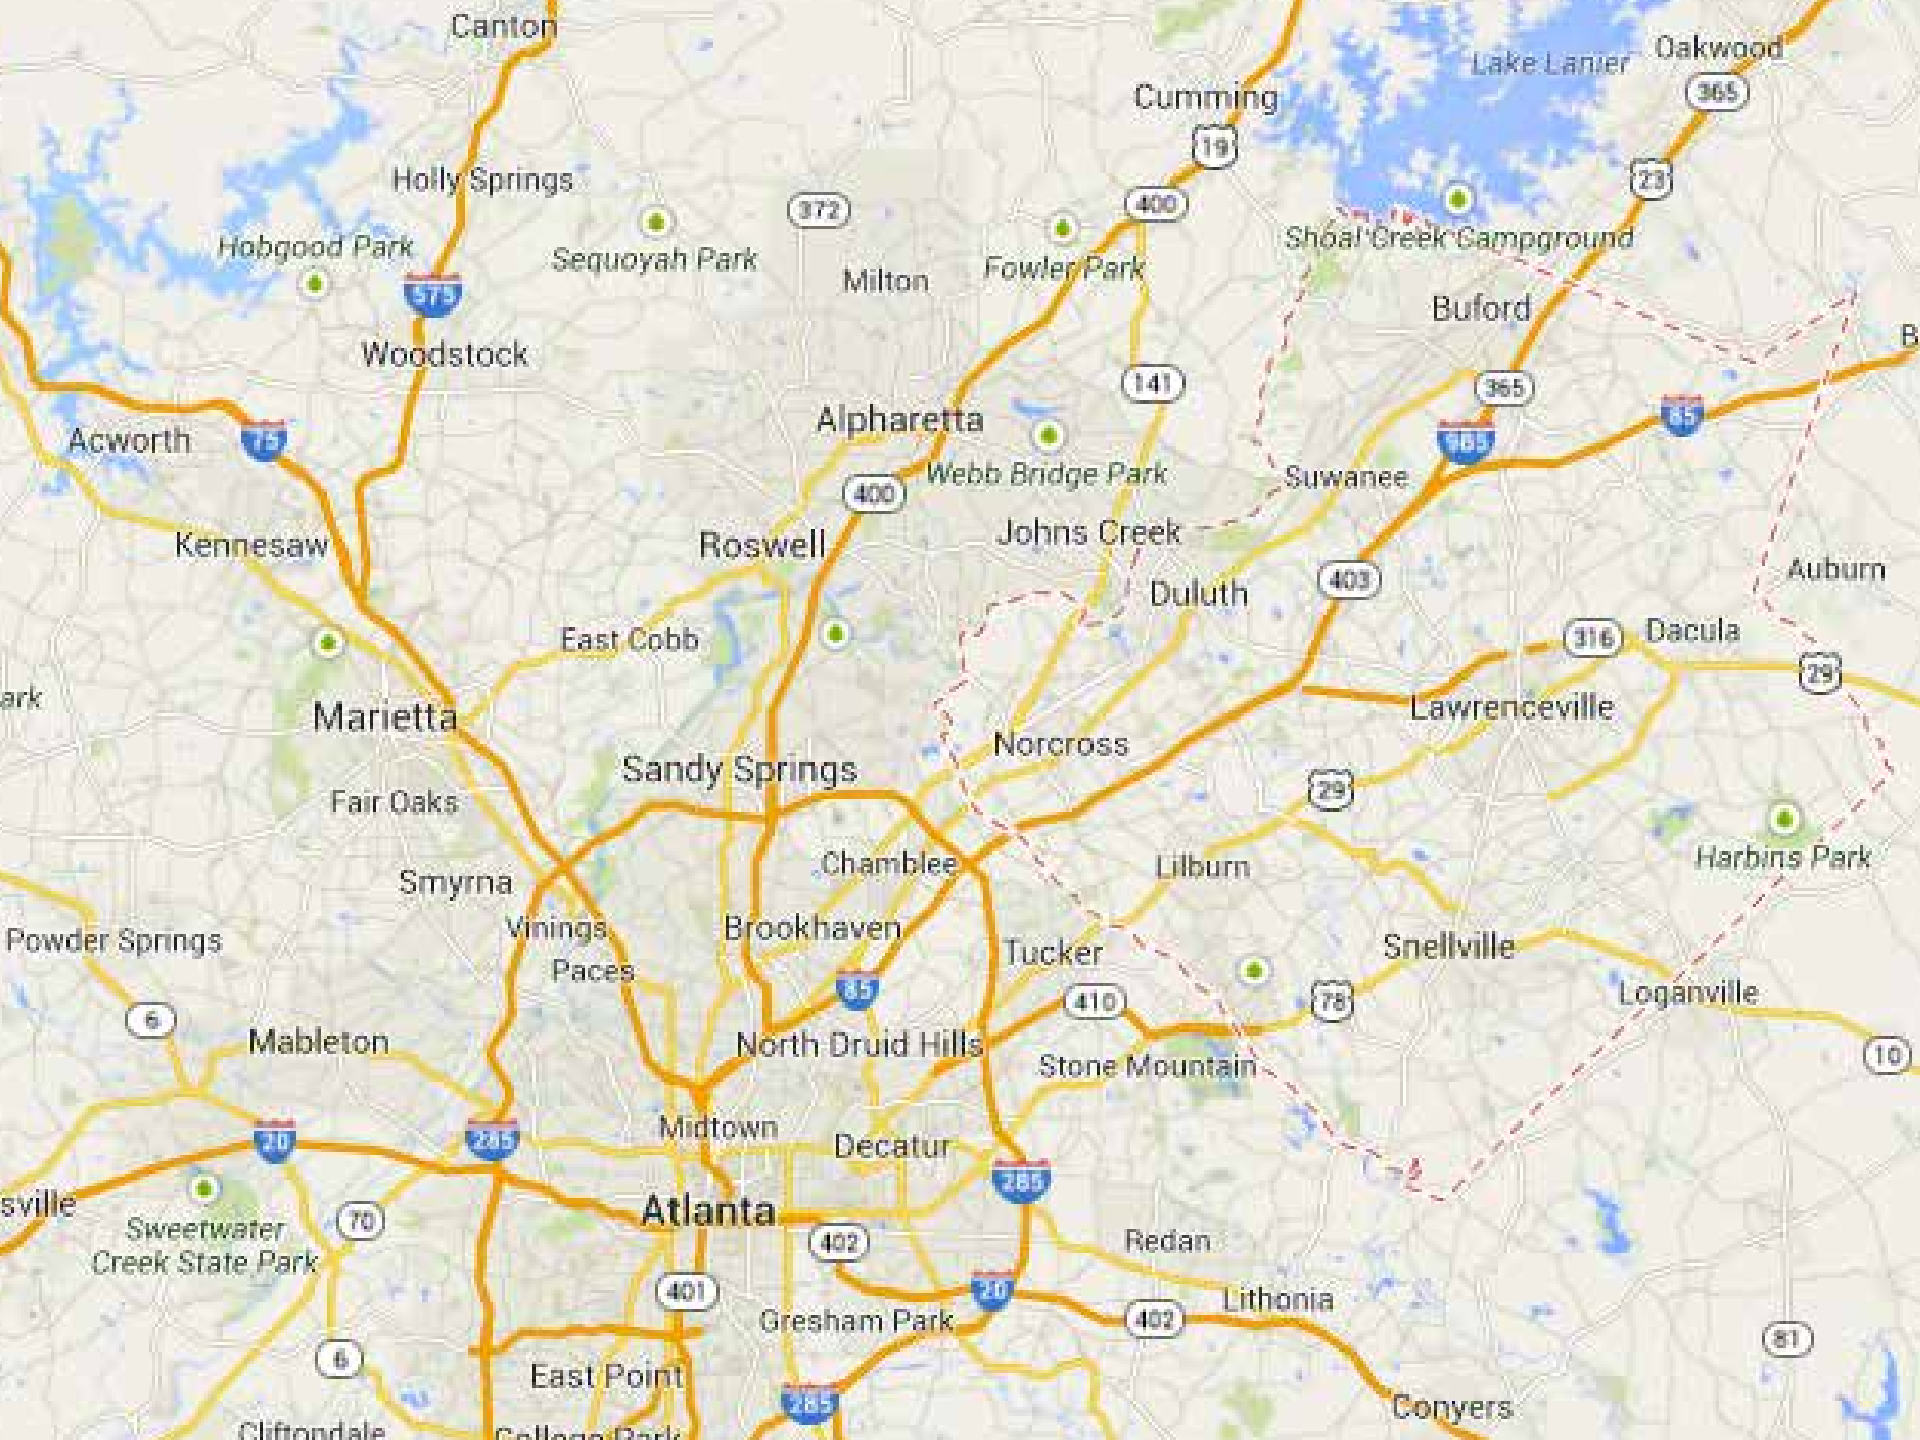 Canton
Oakwood
Lake Lanier
365
Cumming
19
23
Holly Springs
372
400
Hobgood Park
Sequoyah Park
Fowler Park
Shoal Creek Campground
Milton
575
Buford
B
Woodstock
141
365
85
Alpharetta
Acworth
75
985
Webb Bridge Park
Suwanee
400
Johns Creek
Kennesaw
Roswell
403
Auburn
Duluth
East Cobb
316
Dacula
29
ark
Marietta
Lawrenceville
Norcross
Sandy Springs
29
Fair Oaks
Chamblee
Lilburn
Harbins Park
Smyrna
Vinings
Brookhaven
Powder Springs
Tucker
Snellville
Paces
85
410
78
Loganville
6
Mableton
North Druid Hills
10
Stone Mountain
Midtown
20
285
Decatur
285
sville
Atlanta
70
Sweetwater
Creek State Park
402
Redan
401
20
Lithonia
Gresham Park
402
81
6
East Point
285
Conyers
Cliftondale
College Park